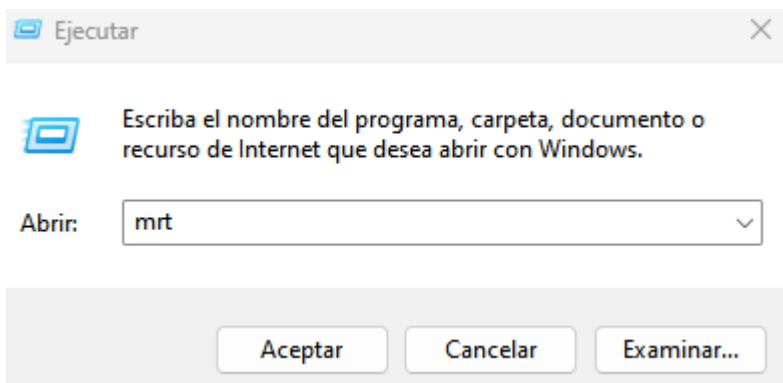 Ejecutar
Escriba el nombre del programa, carpeta, documento o
recurso de Internet que desea abrir con Windows.
Abrir: mrt
Aceptar Cancelar Examinar...